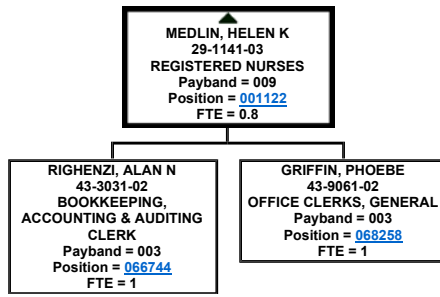 MEDLIN, HELEN K
29-1141-03
REGISTERED NURSES
Payband = 009
Position = 001122
FTE = 0.8
RIGHENZI, ALAN N
43-3031-02
BOOKKEEPING,
ACCOUNTING & AUDITING
CLERK
Payband = 003
Position = 066744
FTE = 1
GRIFFIN, PHOEBE
43-9061-02
OFFICE CLERKS, GENERAL
Payband = 003
Position = 068258
FTE = 1